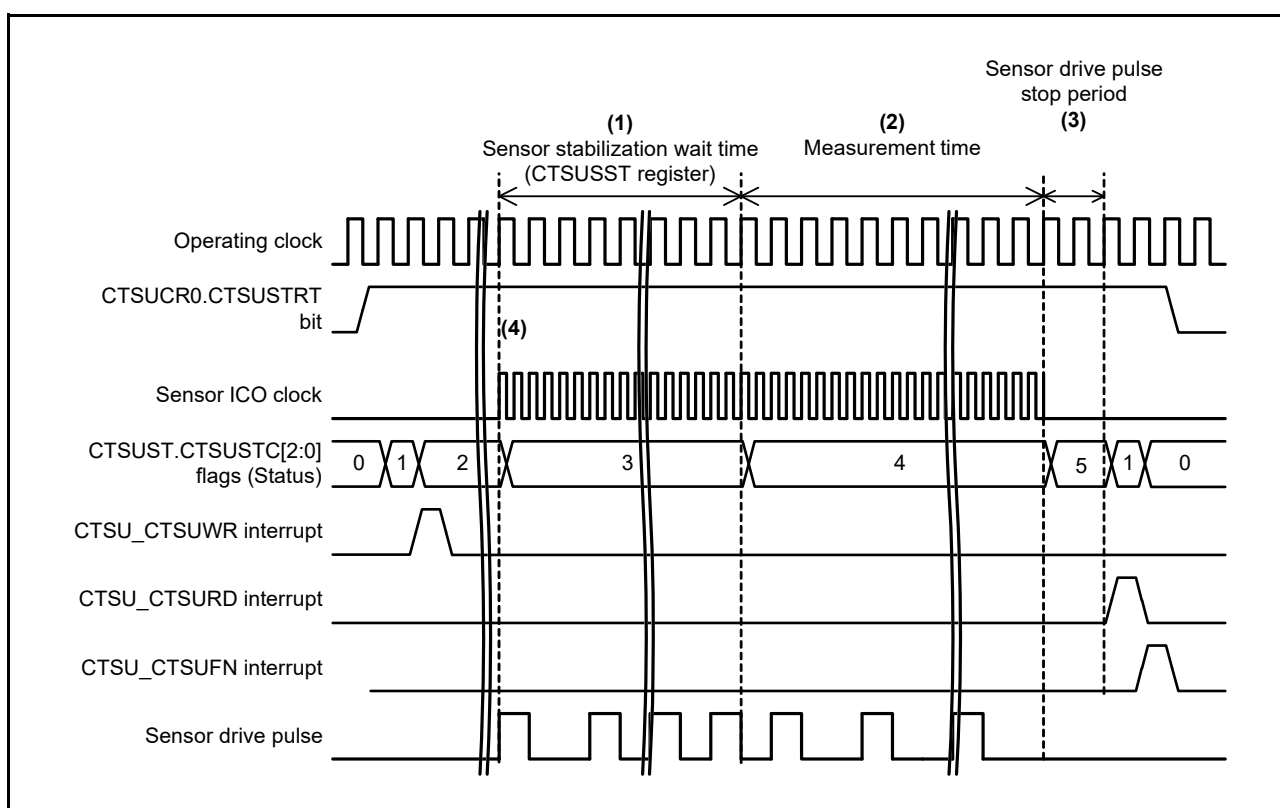 Sensor drive pulse
stop period
(3)
(1)
Sensor stabilization wait time
(CTSUSST register)
(2)
Measurement time
Operating clock
CTSUCR0.CTSUSTRT
bit
(4)
Sensor ICO clock
CTSUST.CTSUSTC[2:0]
flags (Status)
0 1 2 3 4 5 1 0
CTSU_CTSUWR interrupt
CTSU_CTSURD interrupt
CTSU_CTSUFN interrupt
Sensor drive pulse